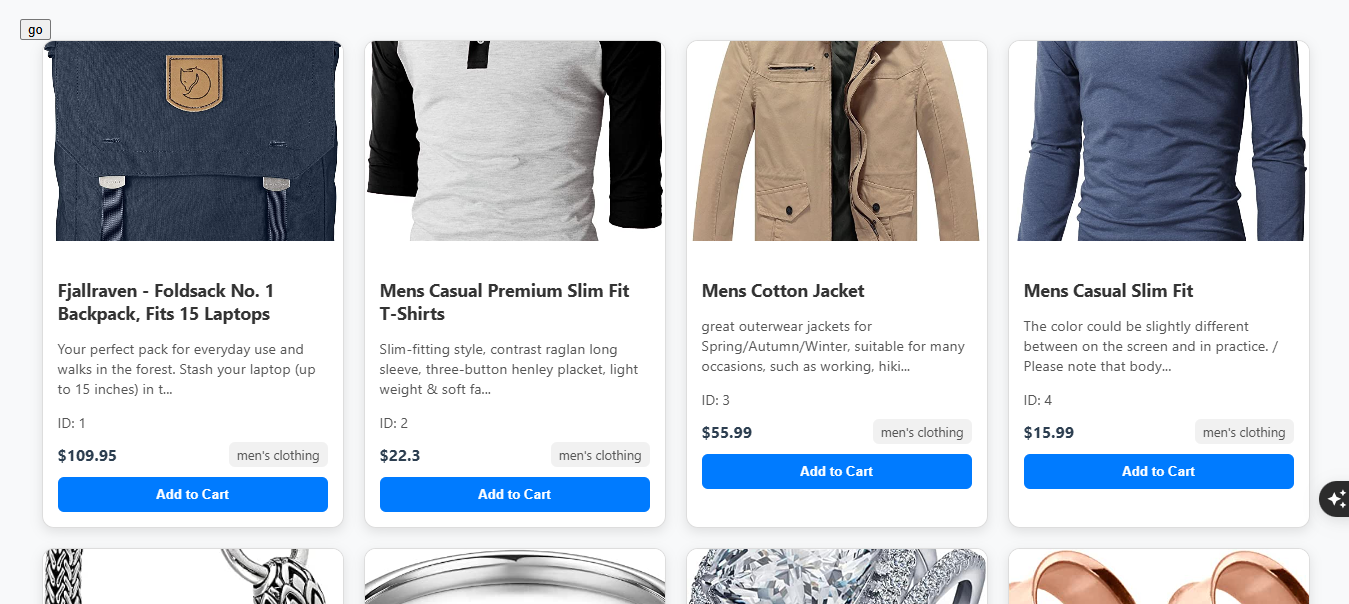 go
Fjallraven - Foldsack No. 1
Backpack, Fits 15 Laptops
Your perfect pack for everyday use and
walks in the forest. Stash your laptop (up
to 15 inches) in t...
ID: 1
$109.95
men's clothing
Add to Cart
Mens Casual Premium Slim Fit
T-Shirts
Slim-fitting style, contrast raglan long
sleeve, three-button henley placket, light
weight & soft fa...
ID: 2
$22.3
men's clothing
Add to Cart
Mens Cotton Jacket
great outerwear jackets for
Spring/Autumn/Winter, suitable for many
occasions, such as working, hiki...
ID: 3
$55.99
men's clothing
Add to Cart
Mens Casual Slim Fit
The color could be slightly different
between on the screen and in practice. /
Please note that body...
ID: 4
$15.99
men's clothing
Add to Cart